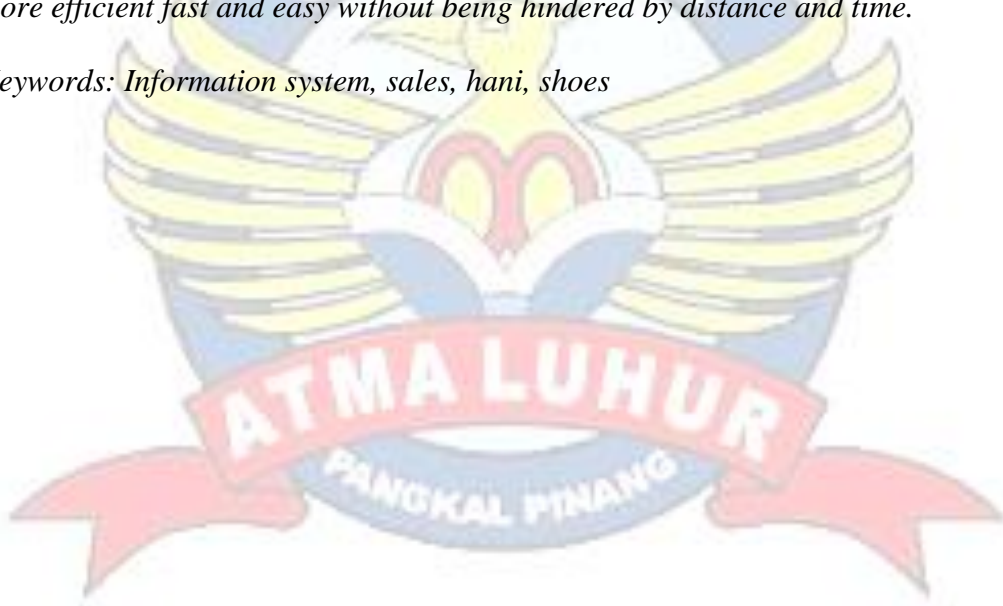 ore efficient fast and easy without being hindered by distance and time.
eywords: Information system, sales, hani, shoes
ATMA LUHUR
PANGKAL PINANG